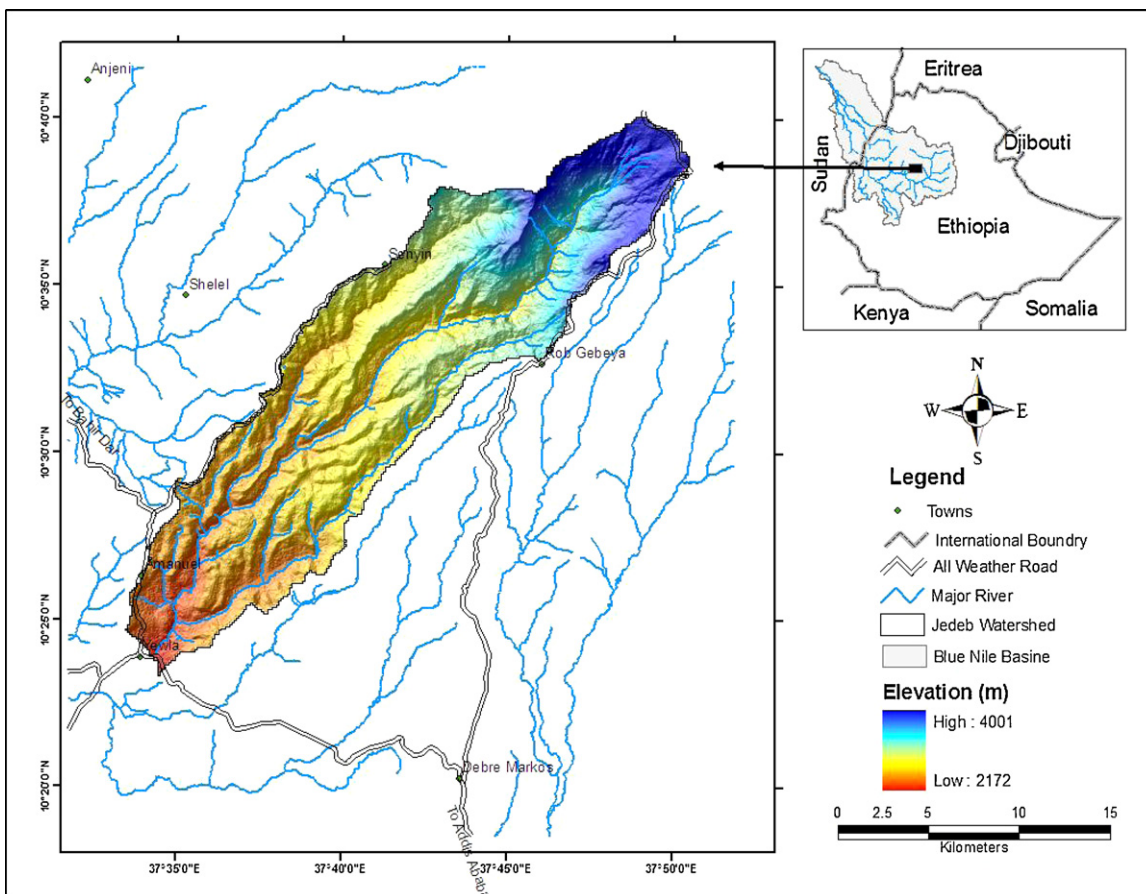 Anjeni
Shelel
Senyin
Rob Gebeya
To Bahir Dar
Amanuel
Debre Markos
To Addis Ababa
10°40'0"N
10°35'0"N
10°30'0"N
10°25'0"N
10°20'0"N
37°35'0"E
37°40'0"E
37°45'0"E
37°50'0"E
Eritrea
Djibouti
Sudan
Ethiopia
Kenya
Somalia
N
W
E
S
Legend
Towns
International Boundry
All Weather Road
Major River
Jedeb Watershed
Blue Nile Basine
Elevation (m)
High : 4001
Low : 2172
0 2.5 5 10 15
Kilometers